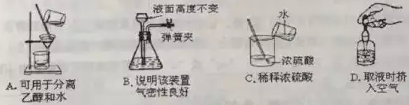 液面高度不变
弹簧夹
水
浓硫酸
A.可用于分离
乙醇和水
B.说明该装置
气密性良好
C.稀释浓硫酸
D.取液时挤
入空气